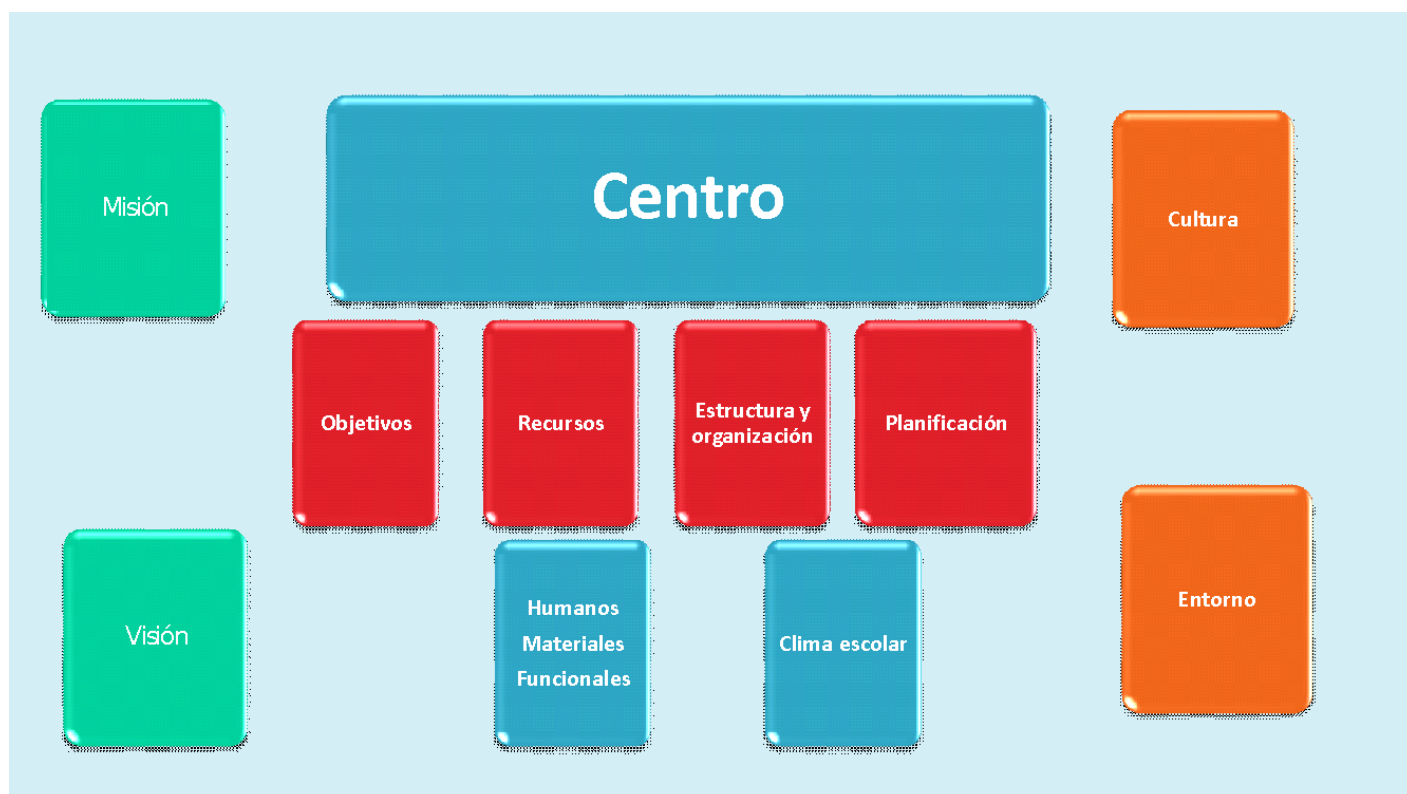 Misión
Centro
Cultura
Objetivos
Recursos
Estructura y
organización
Planificación
Visión
Humanos
Materiales
Funcionales
Clima escolar
Entorno